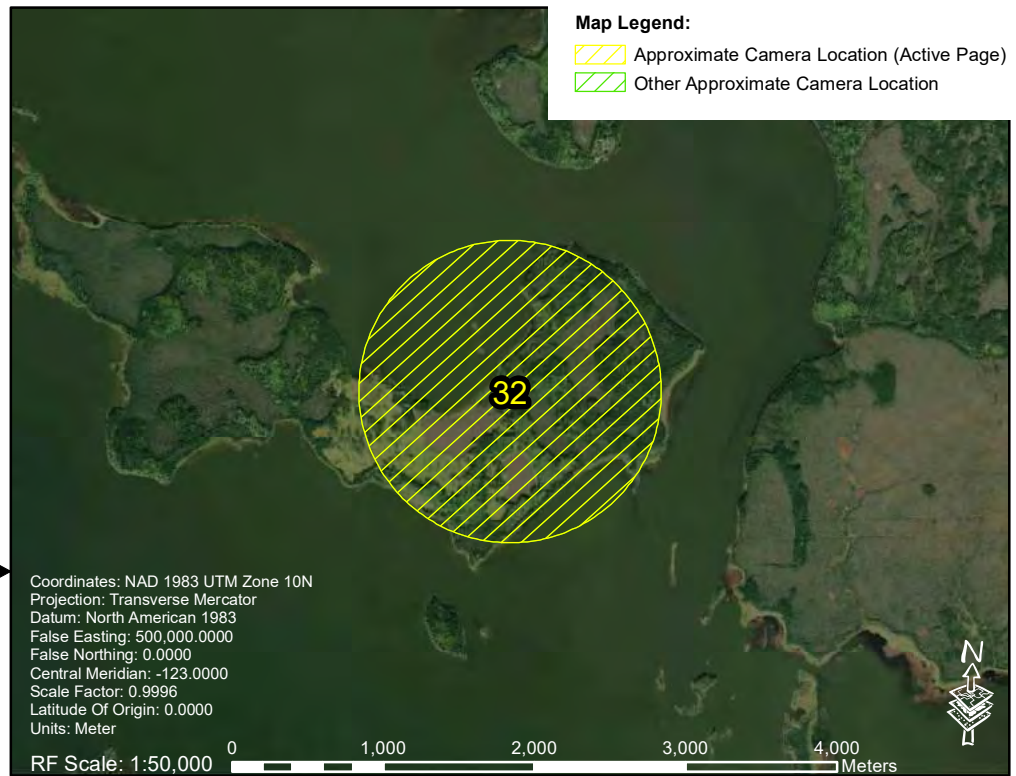 Map Legend:
Approximate Camera Location (Active Page)
Other Approximate Camera Location
32
Coordinates: NAD 1983 UTM Zone 10N
Projection: Transverse Mercator
Datum: North American 1983
False Easting: 500,000.0000
False Northing: 0.0000
Central Meridian: -123.0000
Scale Factor: 0.9996
Latitude Of Origin: 0.0000
Units: Meter
N
RF Scale: 1:50,000
0 1,000 2,000 3,000 4,000
Meters